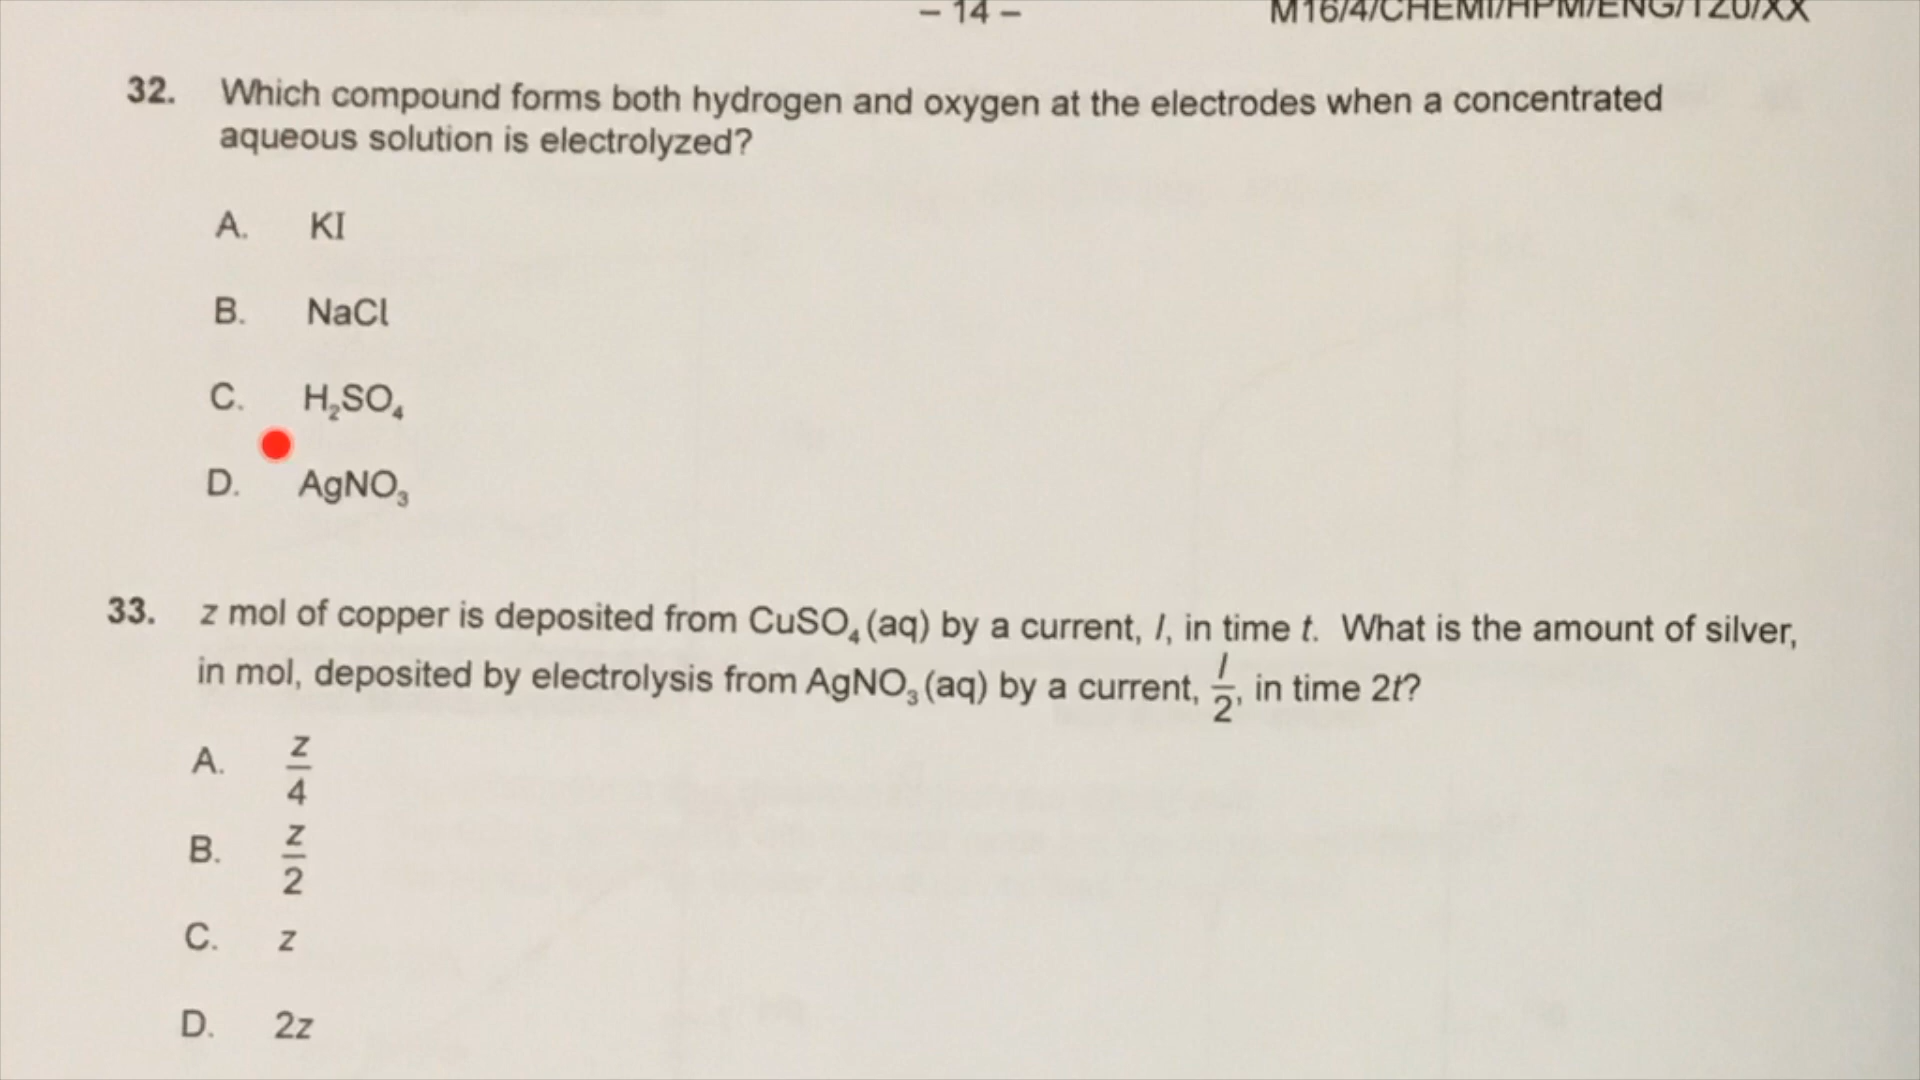 – 14 –
M16/4/CHEMI/HPM/ENG/TZ0/XX
32. Which compound forms both hydrogen and oxygen at the electrodes when a concentrated
aqueous solution is electrolyzed?
A. KI
B. NaCl
C. H₂SO₄
D. AgNO₃
33. z mol of copper is deposited from CuSO₄ (aq) by a current, I, in time t. What is the amount of silver,
in mol, deposited by electrolysis from AgNO₃ (aq) by a current, I/2, in time 2t?
A. z/4
B. z/2
C. z
D. 2z